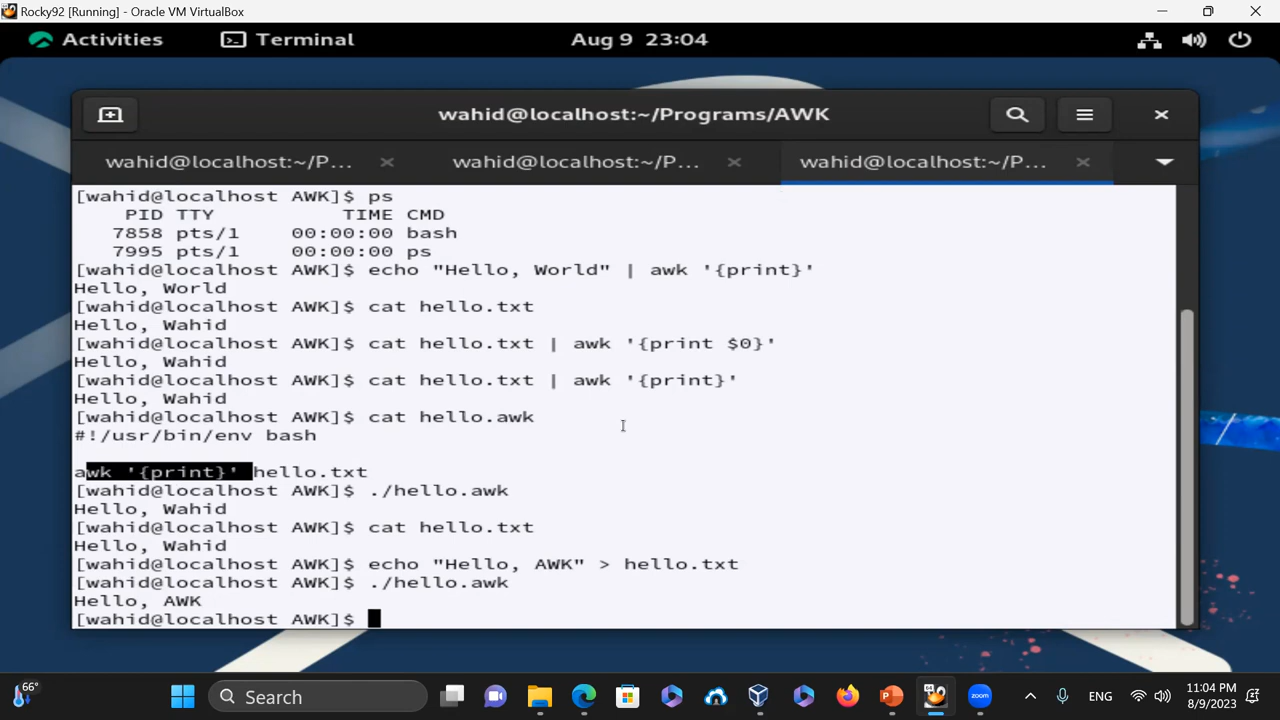 Rocky92 [Running] - Oracle VM VirtualBox
Activities Terminal Aug 9 23:04
wahid@localhost:~/Programs/AWK
wahid@localhost:~/P... wahid@localhost:~/P... wahid@localhost:~/P...
[wahid@localhost AWK]$ ps
PID TTY TIME CMD
7858 pts/1 00:00:00 bash
7995 pts/1 00:00:00 ps
[wahid@localhost AWK]$ echo "Hello, World" | awk '{print}'
Hello, World
[wahid@localhost AWK]$ cat hello.txt
Hello, Wahid
[wahid@localhost AWK]$ cat hello.txt | awk '{print $0}'
Hello, Wahid
[wahid@localhost AWK]$ cat hello.txt | awk '{print}'
Hello, Wahid
[wahid@localhost AWK]$ cat hello.awk
#!/usr/bin/env bash
awk '{print}' hello.txt
[wahid@localhost AWK]$ ./hello.awk
Hello, Wahid
[wahid@localhost AWK]$ cat hello.txt
Hello, Wahid
[wahid@localhost AWK]$ echo "Hello, AWK" > hello.txt
[wahid@localhost AWK]$ ./hello.awk
Hello, AWK
[wahid@localhost AWK]$
66° Search zoom ENG 11:04 PM
8/9/2023